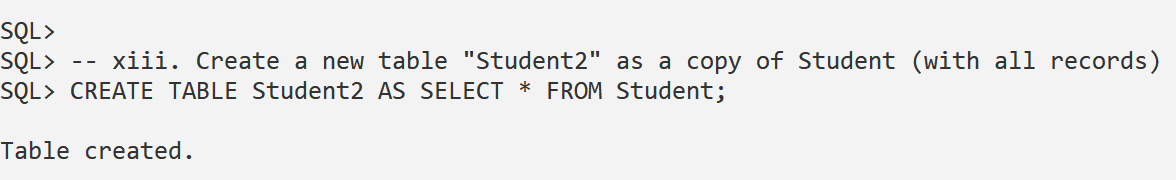 SQL>
SQL> -- xiii. Create a new table "Student2" as a copy of Student (with all records)
SQL> CREATE TABLE Student2 AS SELECT * FROM Student;
Table created.